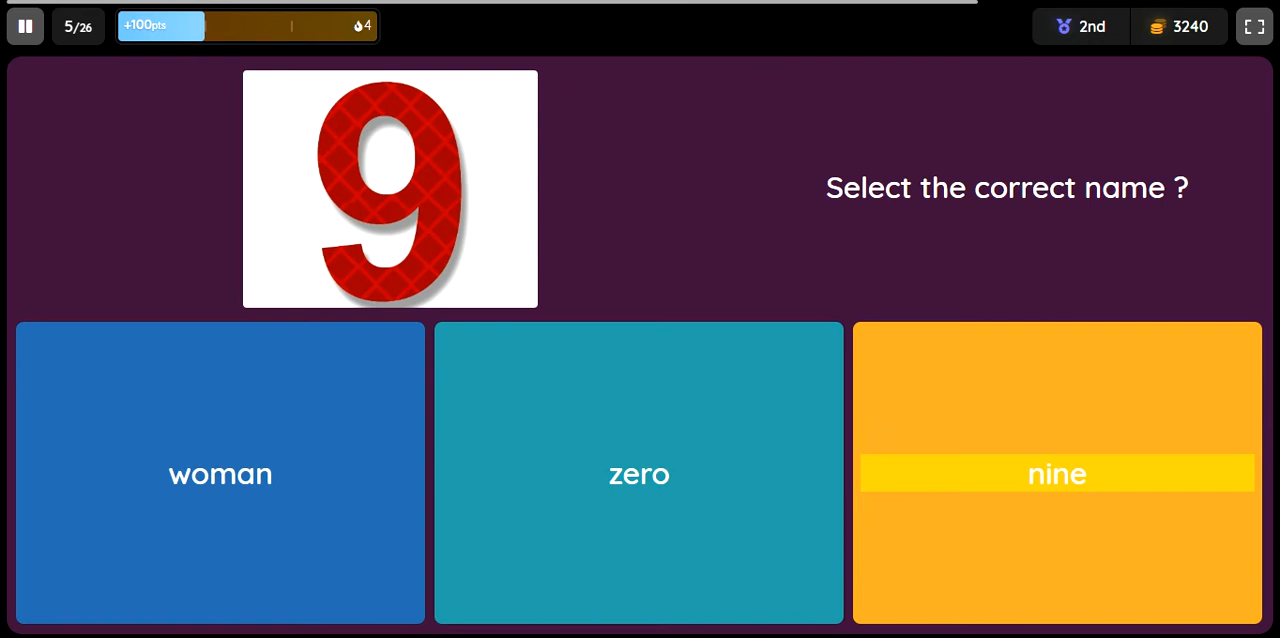 5/26
+100pts
4
2nd
3240
9
Select the correct name ?
woman
zero
nine